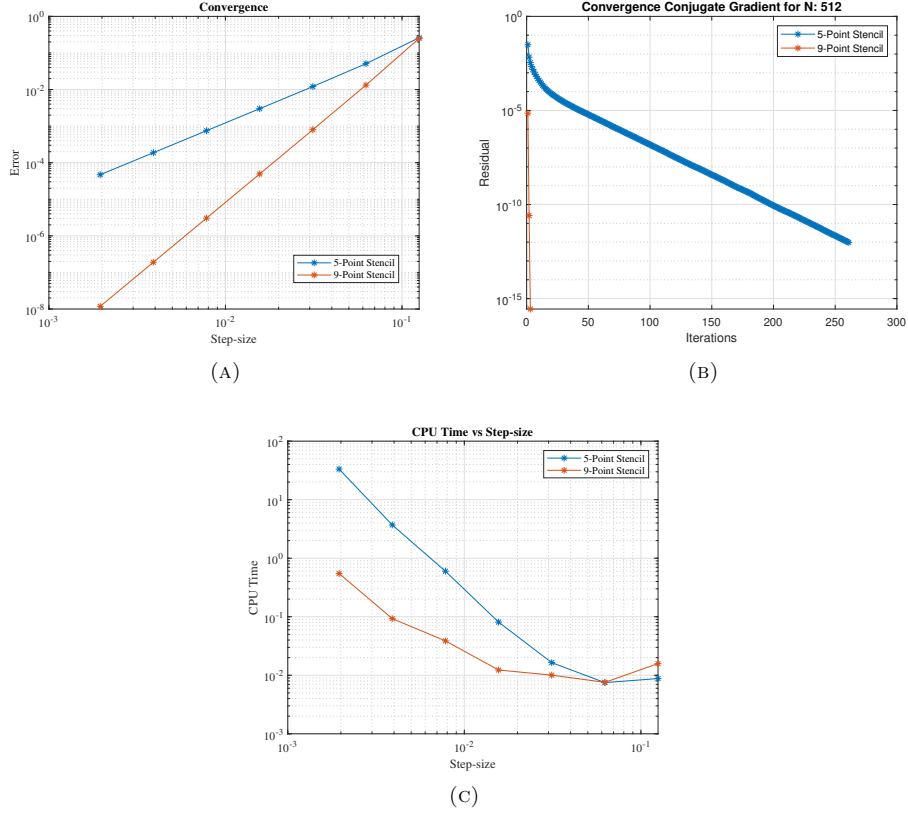 Convergence
10^0
10^-2
10^-4
10^-6
10^-8
Error
10^-3
10^-2
10^-1
Step-size
5-Point Stencil
9-Point Stencil
(A)
Convergence Conjugate Gradient for N: 512
10^0
10^-5
10^-10
10^-15
Residual
0 50 100 150 200 250 300
Iterations
5-Point Stencil
9-Point Stencil
(B)
CPU Time vs Step-size
10^2
10^1
10^0
10^-1
10^-2
10^-3
CPU Time
10^-3
10^-2
10^-1
Step-size
5-Point Stencil
9-Point Stencil
(C)